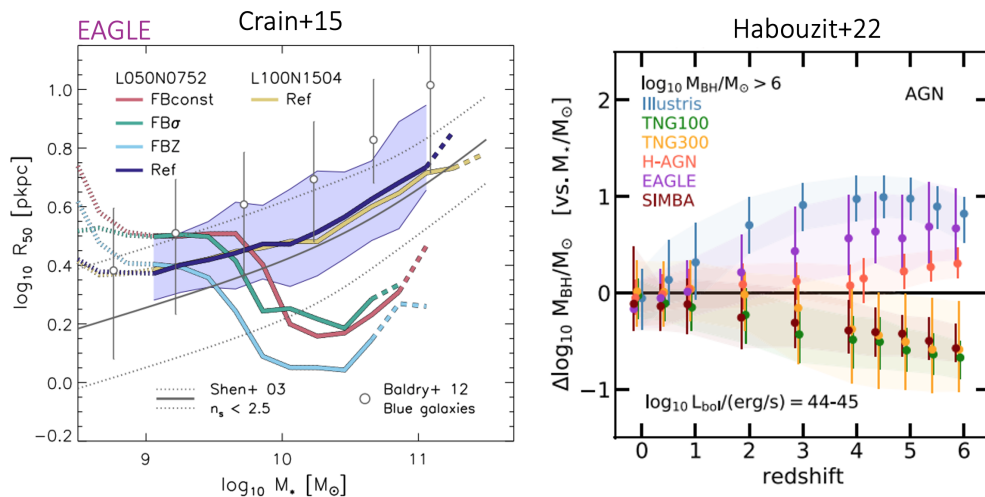 EAGLE
Crain+15
L050N0752
L100N1504
FBconst
Ref
FBσ
FBZ
Ref
Shen+ 03
nₛ < 2.5
Baldry+ 12
Blue galaxies
log₁₀ R₅₀ [pkpc]
1.0
0.8
0.6
0.4
0.2
0.0
−0.2
9
10
11
log₁₀ M* [M☉]
Habouzit+22
log₁₀ M_BH/M☉ > 6
AGN
Illustris
TNG100
TNG300
H-AGN
EAGLE
SIMBA
log₁₀ L_bol/(erg/s) = 44-45
Δlog₁₀ M_BH/M☉ [vs. M⋆/M☉]
2
1
0
−1
0
1
2
3
4
5
6
redshift